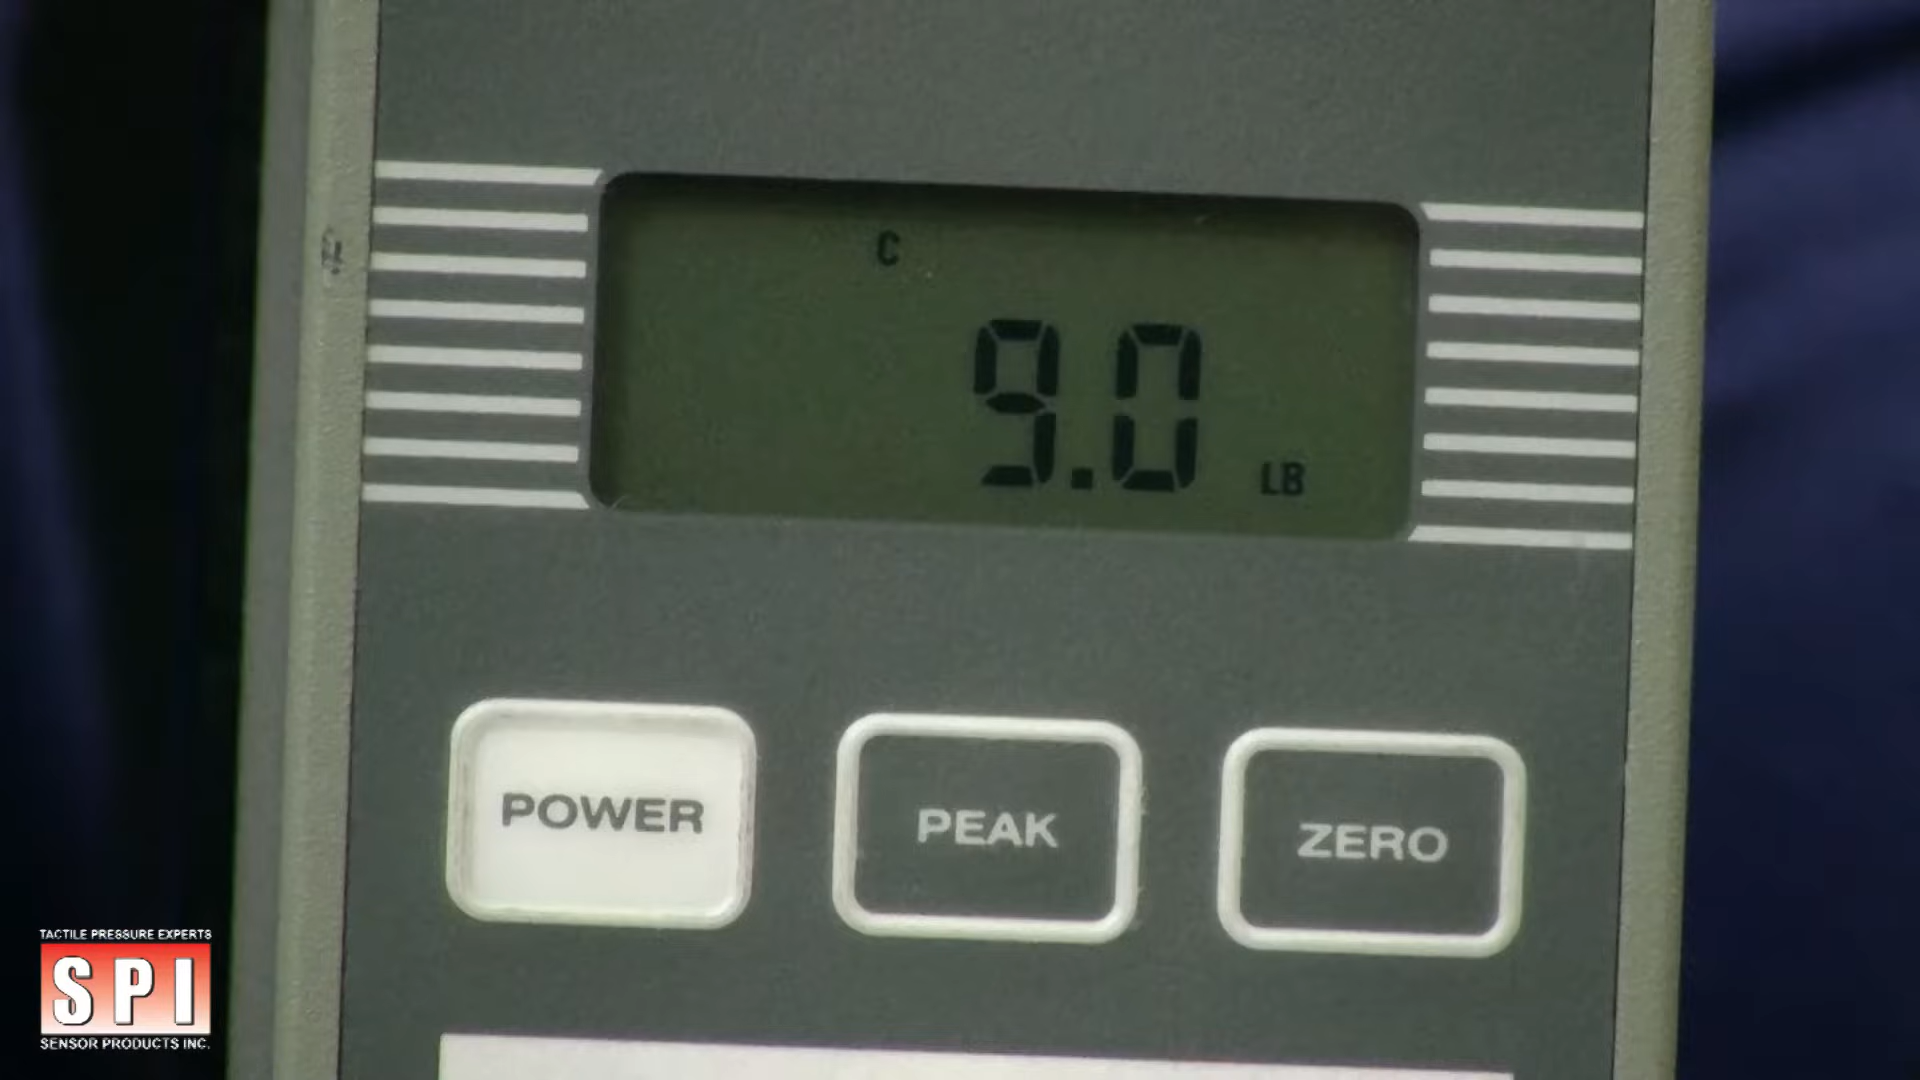 C
9.0 LB
POWER PEAK ZERO
TACTILE PRESSURE EXPERTS
SPI
SENSOR PRODUCTS INC.